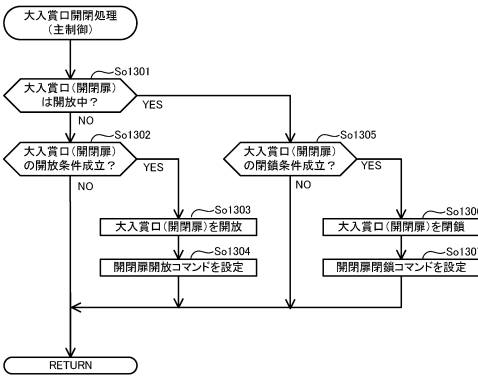 大入賞口開閉処理
(主制御)
So1301
大入賞口(開閉扉)
は開放中?
YES
NO
So1302
大入賞口(開閉扉)
の開放条件成立?
YES
NO
So1305
大入賞口(開閉扉)
の閉鎖条件成立?
YES
NO
So1303
大入賞口(開閉扉)を開放
So1304
開閉扉開放コマンドを設定
So1306
大入賞口(開閉扉)を閉鎖
So1307
開閉扉閉鎖コマンドを設定
RETURN